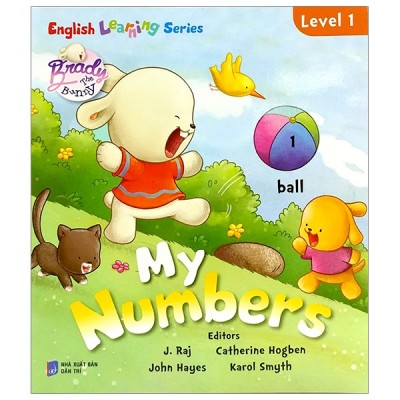 English Learning Series
Level 1
Brady
The
Bunny
1
ball
My
Numbers
Editors
J. Raj Catherine Hogben
John Hayes Karol Smyth
NHÀ XUẤT BẢN
DÂN TRÍ